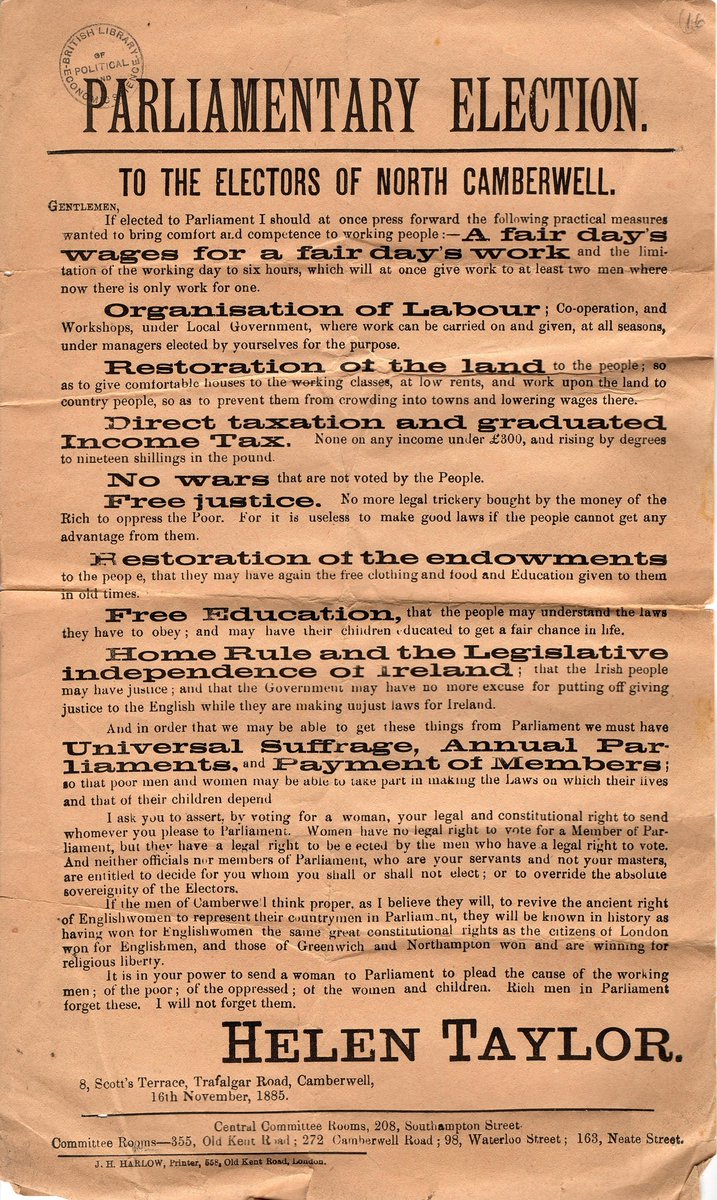 16
BRITISH LIBRARY
OF
POLITICAL
AND
ECONOMIC SCIENCE
PARLIAMENTARY ELECTION.
TO THE ELECTORS OF NORTH CAMBERWELL.
GENTLEMEN,
If elected to Parliament I should at once press forward the following practical measures
wanted to bring comfort and competence to working people:—A fair day's
wages for a fair day's work and the limi-
tation of the working day to six hours, which will at once give work to at least two men where
now there is only work for one.
Organisation of Labour; Co-operation, and
Workshops, under Local Government, where work can be carried on and given, at all seasons,
under managers elected by yourselves for the purpose.
Restoration of the land to the people; so
as to give comfortable houses to the working classes, at low rents, and work upon the land to
country people, so as to prevent them from crowding into towns and lowering wages there.
Direct taxation and graduated
Income Tax. None on any income under £300, and rising by degrees
to nineteen shillings in the pound.
No wars that are not voted by the People.
Free justice. No more legal trickery bought by the money of the
Rich to oppress the Poor. For it is useless to make good laws if the people cannot get any
advantage from them.
Restoration of the endowments
to the peop e, that they may have again the free clothing and food and Education given to them
in old times.
Free Education, that the people may understand the laws
they have to obey; and may have their children educated to get a fair chance in life.
Home Rule and the Legislative
independence of Ireland; that the Irish people
may have justice; and that the Government may have no more excuse for putting off giving
justice to the English while they are making unjust laws for Ireland.
And in order that we may be able to get these things from Parliament we must have
Universal Suffrage, Annual Par-
liaments, and Payment of Members;
so that poor men and women may be able to take part in making the Laws on which their lives
and that of their children depend
I ask you to assert, by voting for a woman, your legal and constitutional right to send
whomever you please to Parliament. Women have no legal right to vote for a Member of Par-
liament, but they have a legal right to be e ected by the men who have a legal right to vote.
And neither officials nor members of Parliament, who are your servants and not your masters,
are entitled to decide for you whom you shall or shall not elect; or to override the absolute
sovereignity of the Electors.
If the men of Camberwell think proper, as I believe they will, to revive the ancient right
of Englishwomen to represent their countrymen in Parliam nt, they will be known in history as
having won for Englishwomen the same great constitutional rights as the citizens of London
won for Englishmen, and those of Greenwich and Northampton won and are winning for
religious liberty.
It is in your power to send a woman to Parliament to plead the cause of the working
men; of the poor; of the oppressed; of the women and children. Rich men in Parliament
forget these. I will not forget them.
HELEN TAYLOR.
8, Scott's Terrace, Trafalgar Road, Camberwell,
16th November, 1885.
Central Committee Rooms, 208, Southampton Street.
Committee Rooms—355, Old Kent Road; 272 Camberwell Road; 98, Waterloo Street; 163, Neate Street.
J. H. HARLOW, Printer, 558, Old Kent Road, London.